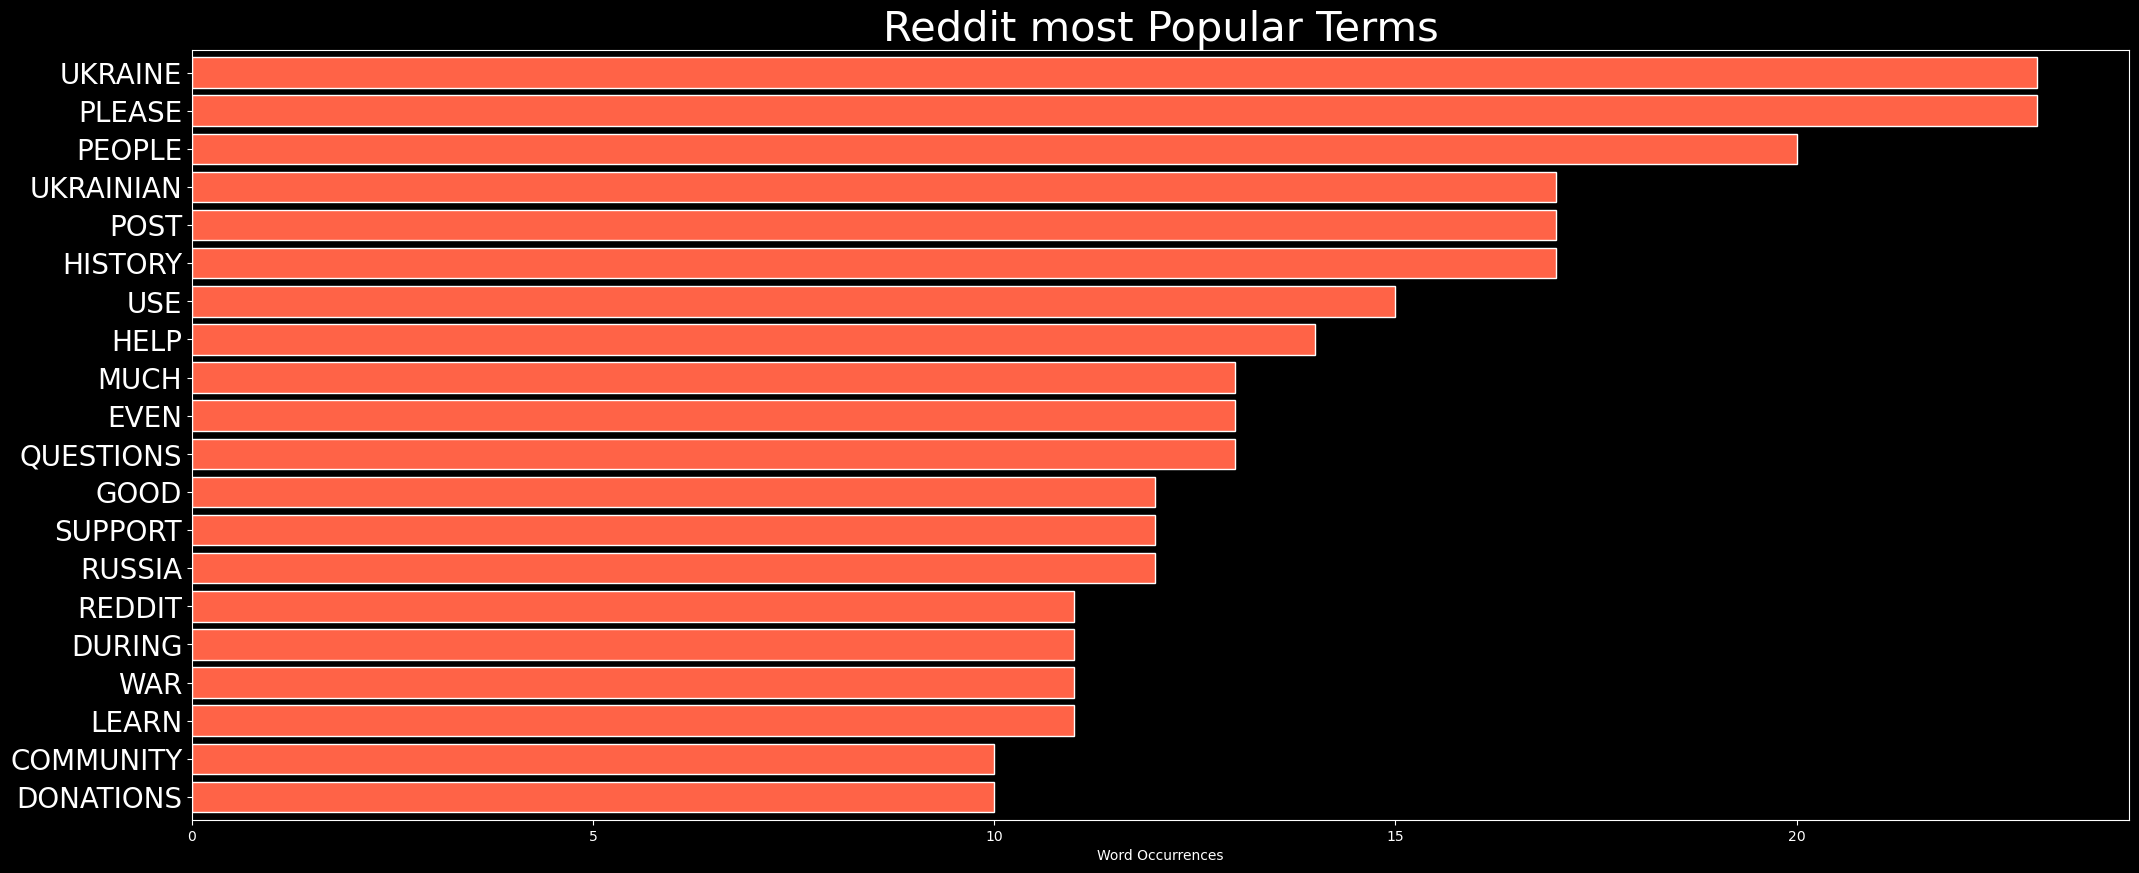 Reddit most Popular Terms
UKRAINE
PLEASE
PEOPLE
UKRAINIAN
POST
HISTORY
USE
HELP
MUCH
EVEN
QUESTIONS
GOOD
SUPPORT
RUSSIA
REDDIT
DURING
WAR
LEARN
COMMUNITY
DONATIONS
0 5 10 15 20
Word Occurrences